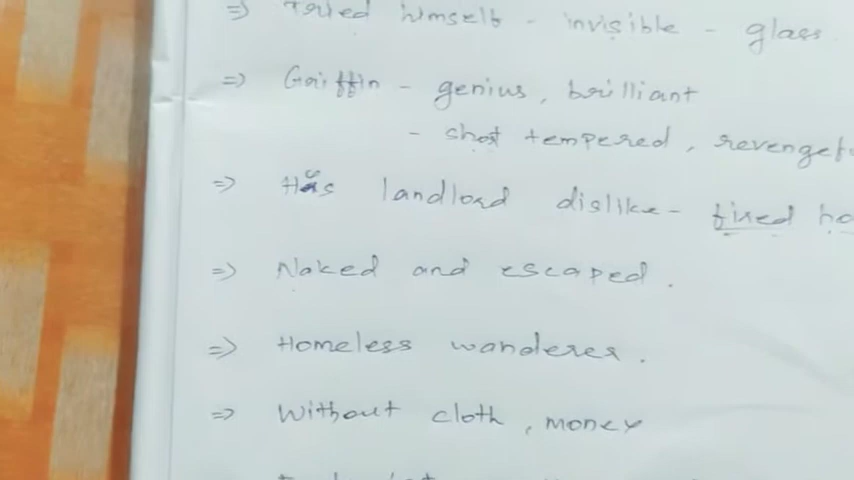 ⇒ Tried himself - invisible - glass
⇒ Griffin - genius, brilliant
- short tempered, revengef
⇒ His landlord dislike - fired ho
⇒ Naked and escaped.
⇒ Homeless wanderer.
⇒ Without cloth, money